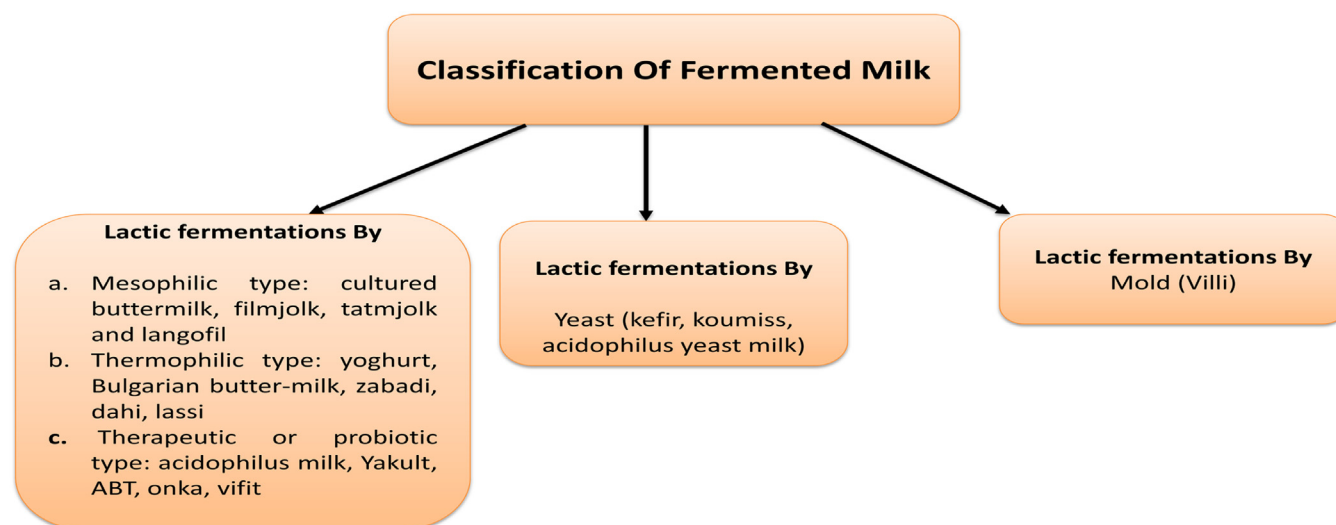 Classification Of Fermented Milk
Lactic fermentations By
a. Mesophilic type: cultured
buttermilk, filmjolk, tatmjolk
and langofil
b. Thermophilic type: yoghurt,
Bulgarian butter-milk, zabadi,
dahi, lassi
c. Therapeutic or probiotic
type: acidophilus milk, Yakult,
ABT, onka, vifit
Lactic fermentations By
Yeast (kefir, koumiss,
acidophilus yeast milk)
Lactic fermentations By
Mold (Villi)